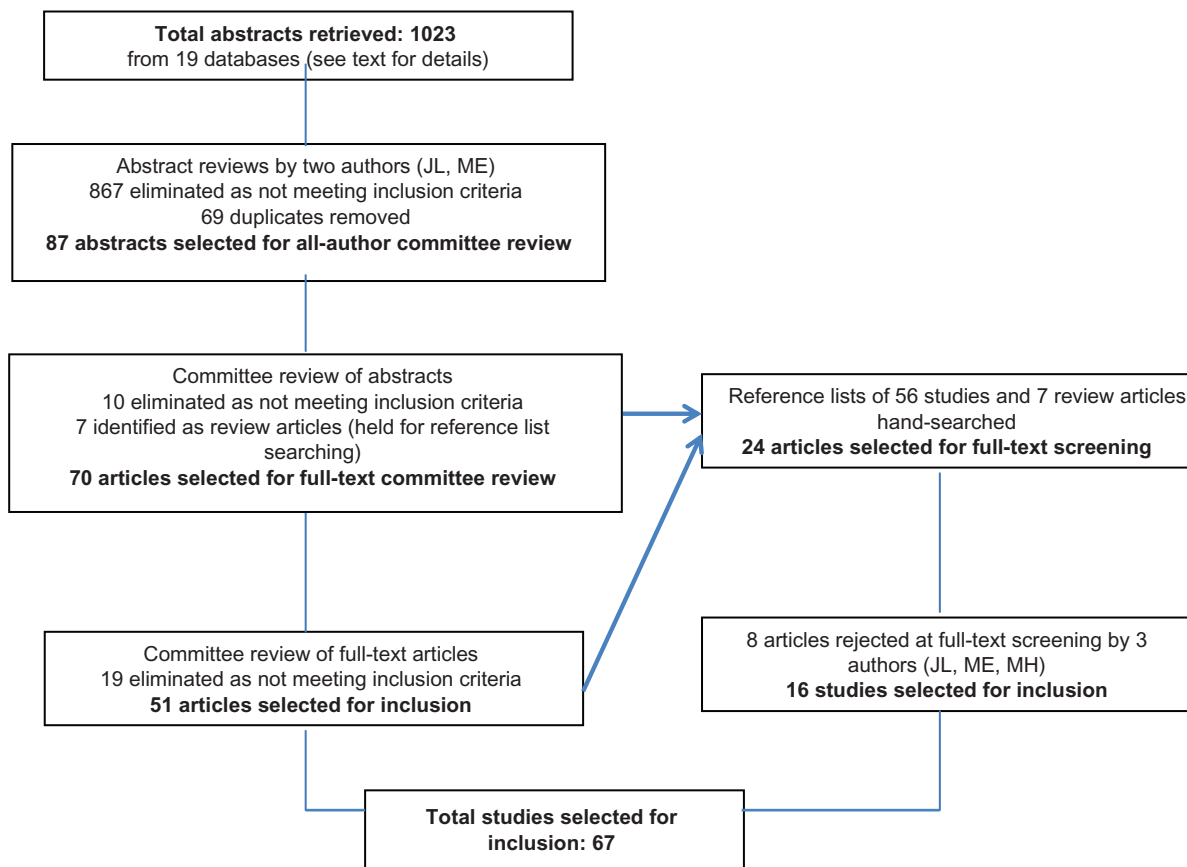 Total abstracts retrieved: 1023
from 19 databases (see text for details)
Abstract reviews by two authors (JL, ME)
867 eliminated as not meeting inclusion criteria
69 duplicates removed
87 abstracts selected for all-author committee review
Committee review of abstracts
10 eliminated as not meeting inclusion criteria
7 identified as review articles (held for reference list
searching)
70 articles selected for full-text committee review
Reference lists of 56 studies and 7 review articles
hand-searched
24 articles selected for full-text screening
Committee review of full-text articles
19 eliminated as not meeting inclusion criteria
51 articles selected for inclusion
8 articles rejected at full-text screening by 3
authors (JL, ME, MH)
16 studies selected for inclusion
Total studies selected for
inclusion: 67